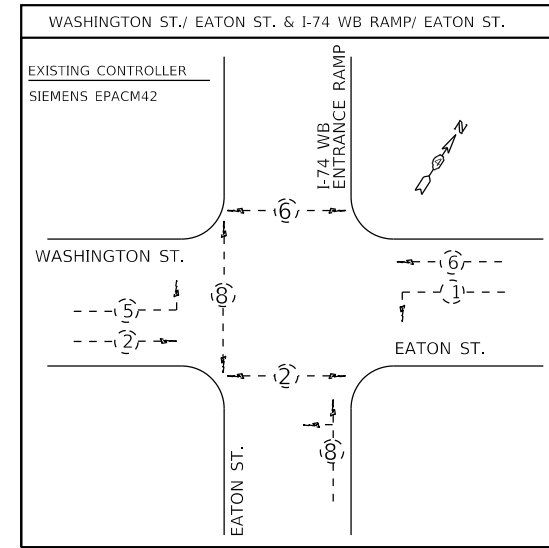 WASHINGTON ST./ EATON ST. & I-74 WB RAMP/ EATON ST.
EXISTING CONTROLLER
SIEMENS EPACM42
I-74 WB
ENTRANCE RAMP
N
4
6
WASHINGTON ST.
6
5
8
1
2
EATON ST.
2
8
EATON ST.